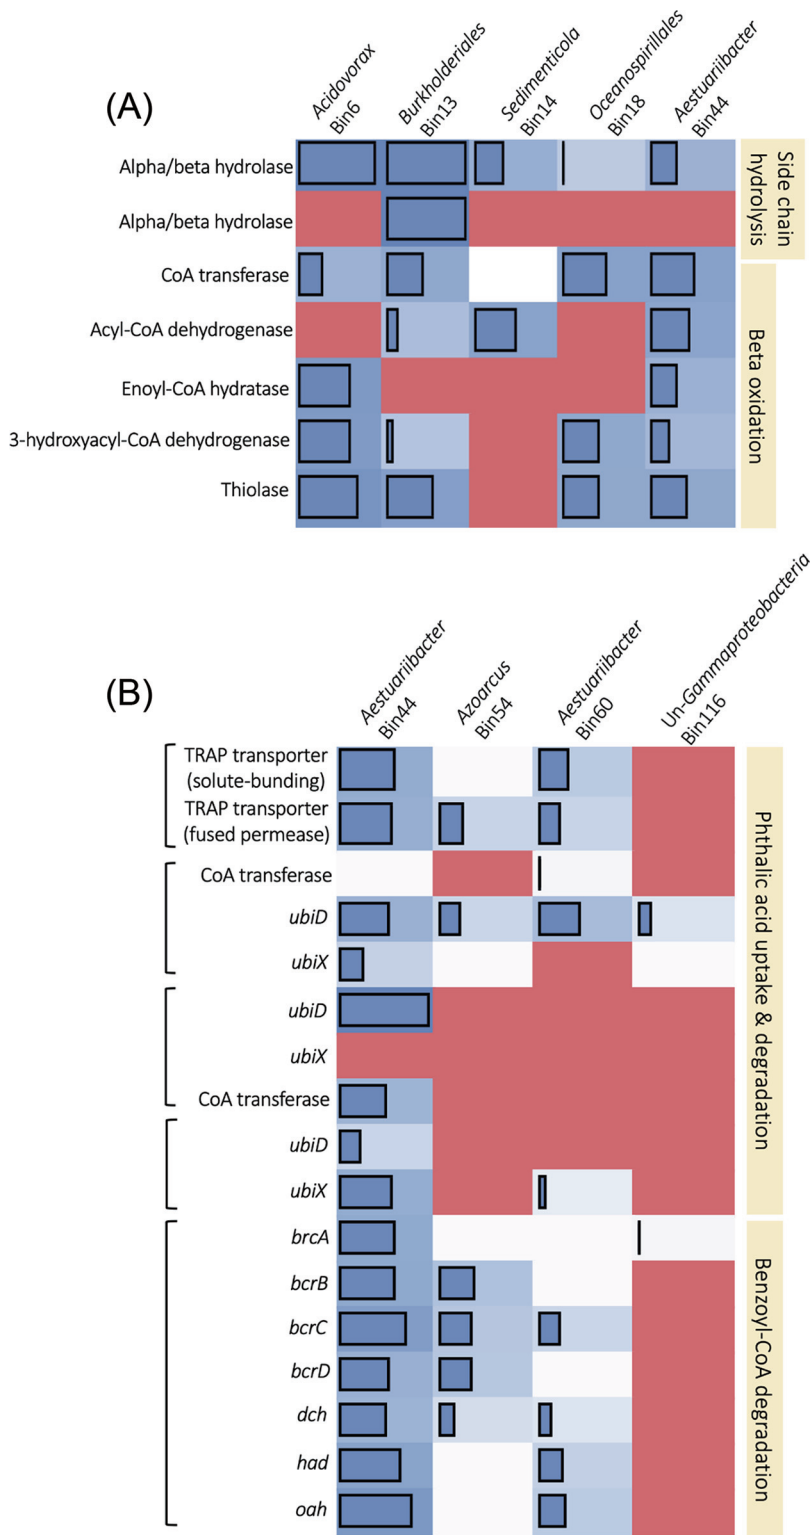 (A)
Acidovorax
Bin6
Burkholderiales
Bin13
Sedimenticola
Bin14
Oceanospirillales
Bin18
Aestuariibacter
Bin44
Alpha/beta hydrolase
Alpha/beta hydrolase
CoA transferase
Acyl-CoA dehydrogenase
Enoyl-CoA hydratase
3-hydroxyacyl-CoA dehydrogenase
Thiolase
Side chain
hydrolysis
Beta oxidation
(B)
Aestuariibacter
Bin44
Azoarcus
Bin54
Aestuariibacter
Bin60
Un-Gammaproteobacteria
Bin116
TRAP transporter
(solute-bunding)
TRAP transporter
(fused permease)
CoA transferase
ubiD
ubiX
ubiD
ubiX
CoA transferase
ubiD
ubiX
brcA
bcrB
bcrC
bcrD
dch
had
oah
Phthalic acid uptake & degradation
Benzoyl-CoA degradation